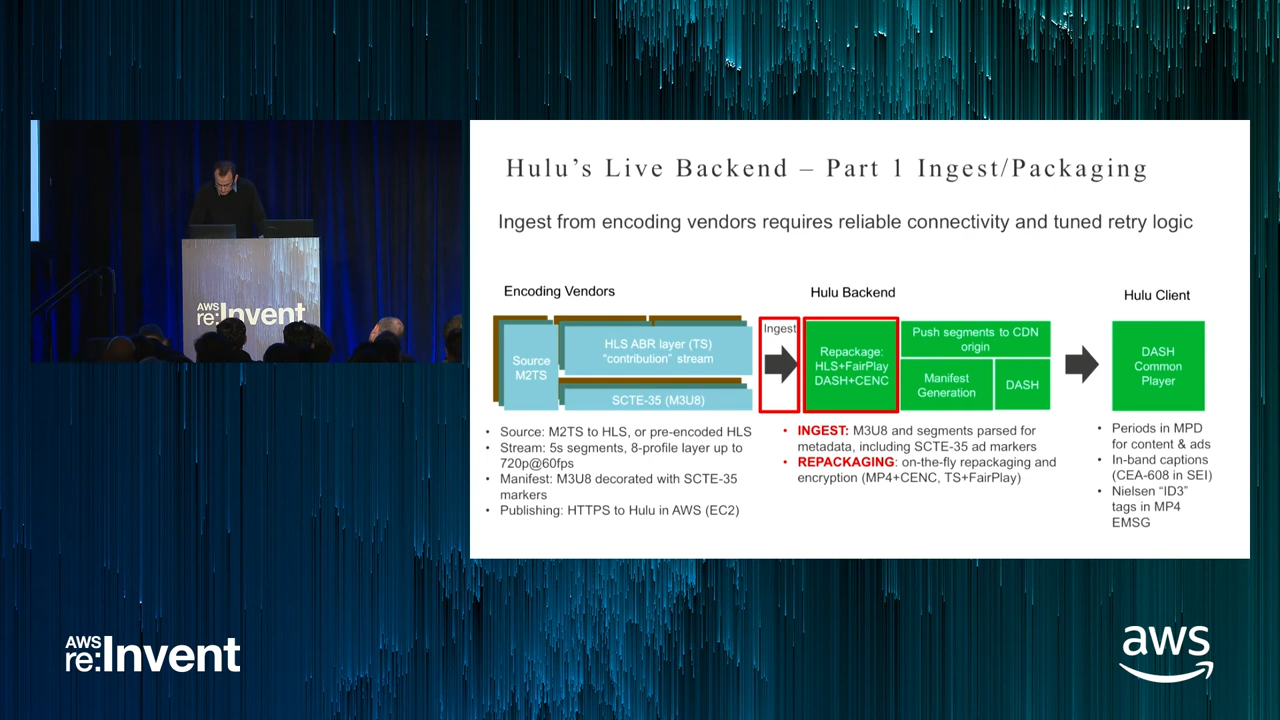 Hulu's Live Backend – Part 1 Ingest/Packaging
Ingest from encoding vendors requires reliable connectivity and tuned retry logic
Encoding Vendors
Hulu Backend
Hulu Client
Source
M2TS
HLS ABR layer (TS)
"contribution" stream
SCTE-35 (M3U8)
Ingest
Repackage:
HLS+FairPlay
DASH+CENC
Push segments to CDN
origin
Manifest
Generation
DASH
DASH
Common
Player
• Source: M2TS to HLS, or pre-encoded HLS
• Stream: 5s segments, 8-profile layer up to
720p@60fps
• Manifest: M3U8 decorated with SCTE-35
markers
• Publishing: HTTPS to Hulu in AWS (EC2)
• INGEST: M3U8 and segments parsed for
metadata, including SCTE-35 ad markers
• REPACKAGING: on-the-fly repackaging and
encryption (MP4+CENC, TS+FairPlay)
• Periods in MPD
for content & ads
• In-band captions
(CEA-608 in SEI)
• Nielsen "ID3"
tags in MP4
EMSG
AWS
re:Invent
AWS
re:Invent
aws